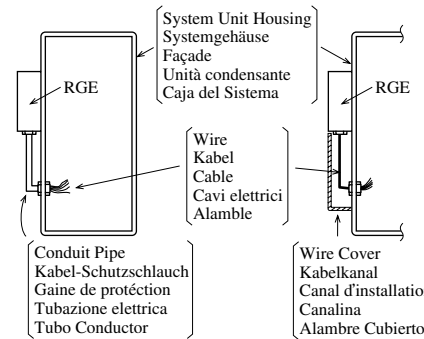 System Unit Housing
Systemgehäuse
Façade
Unità condensante
Caja del Sistema
RGE
RGE
Wire
Kabel
Cable
Cavi elettrici
Alamble
Conduit Pipe
Kabel-Schutzschlauch
Gaine de protéction
Tubazione elettrica
Tubo Conductor
Wire Cover
Kabelkanal
Canal d'installatio
Canalina
Alambre Cubierto